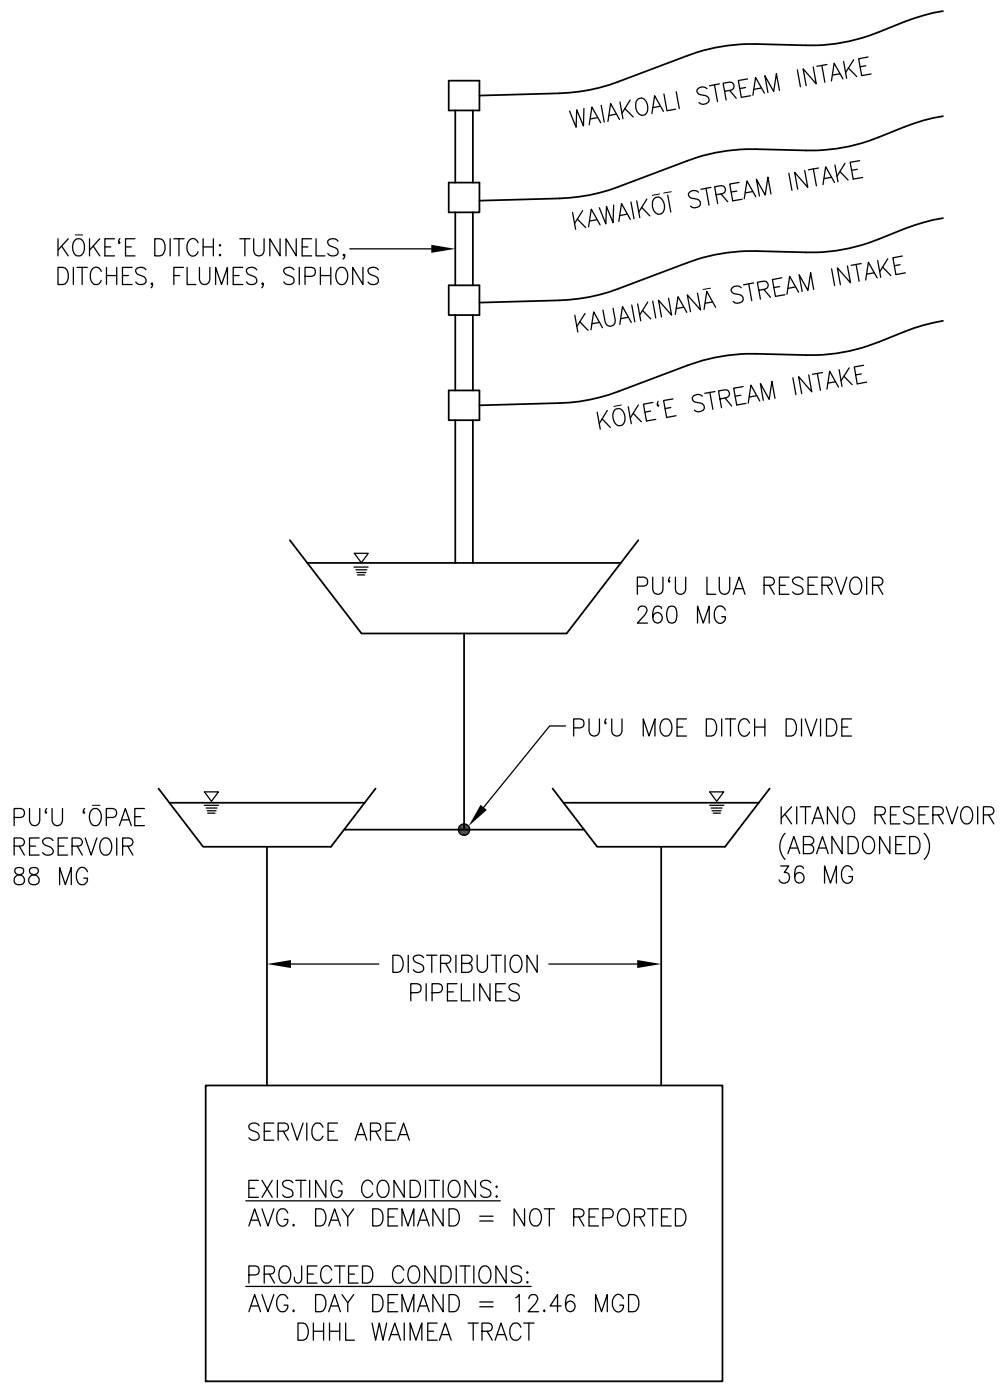 WAIAKOALI STREAM INTAKE
KAWAIKŌĪ STREAM INTAKE
KŌKE‘E DITCH: TUNNELS,
DITCHES, FLUMES, SIPHONS
KAUAIKINANĀ STREAM INTAKE
KŌKE‘E STREAM INTAKE
PU‘U LUA RESERVOIR
260 MG
PU‘U MOE DITCH DIVIDE
PU‘U ‘ŌPAE
RESERVOIR
88 MG
KITANO RESERVOIR
(ABANDONED)
36 MG
DISTRIBUTION
PIPELINES
SERVICE AREA
EXISTING CONDITIONS:
AVG. DAY DEMAND = NOT REPORTED
PROJECTED CONDITIONS:
AVG. DAY DEMAND = 12.46 MGD
DHHL WAIMEA TRACT